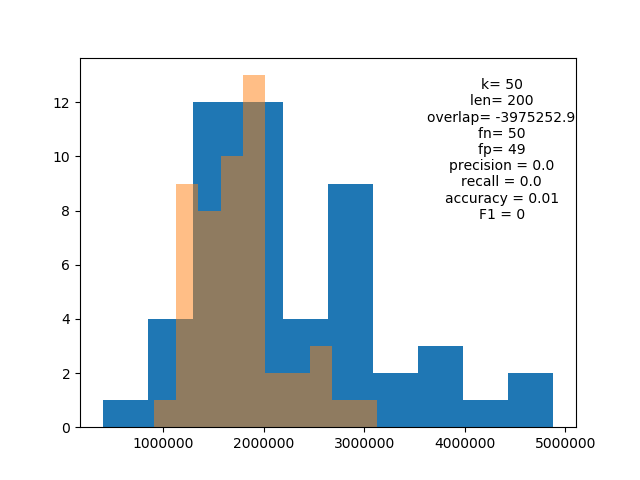 k= 50
len= 200
overlap= -3975252.9
fn= 50
fp= 49
precision = 0.0
recall = 0.0
accuracy = 0.01
F1 = 0
12
10
8
6
4
2
0
1000000 2000000 3000000 4000000 5000000